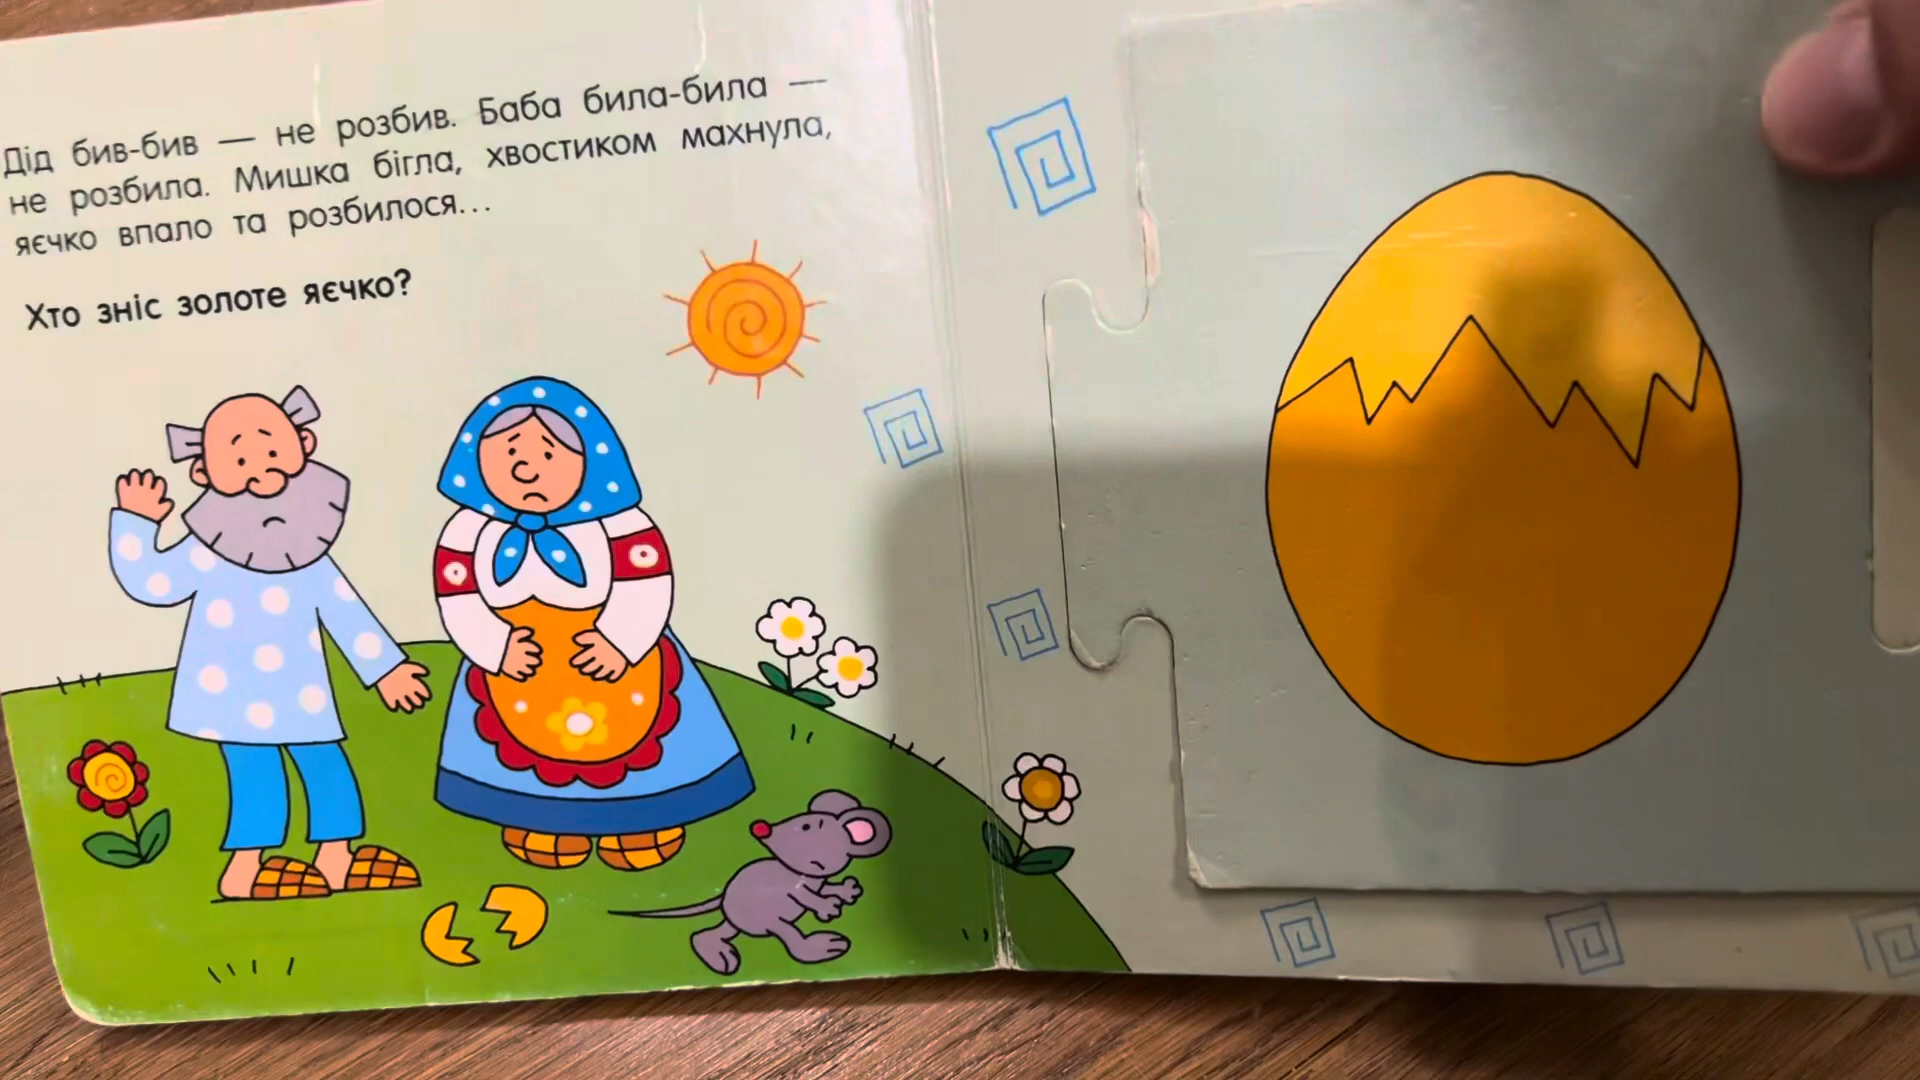 Дід бив-бив — не розбив. Баба била-била —
не розбила. Мишка бігла, хвостиком махнула,
яєчко впало та розбилося...
Хто зніс золоте яєчко?